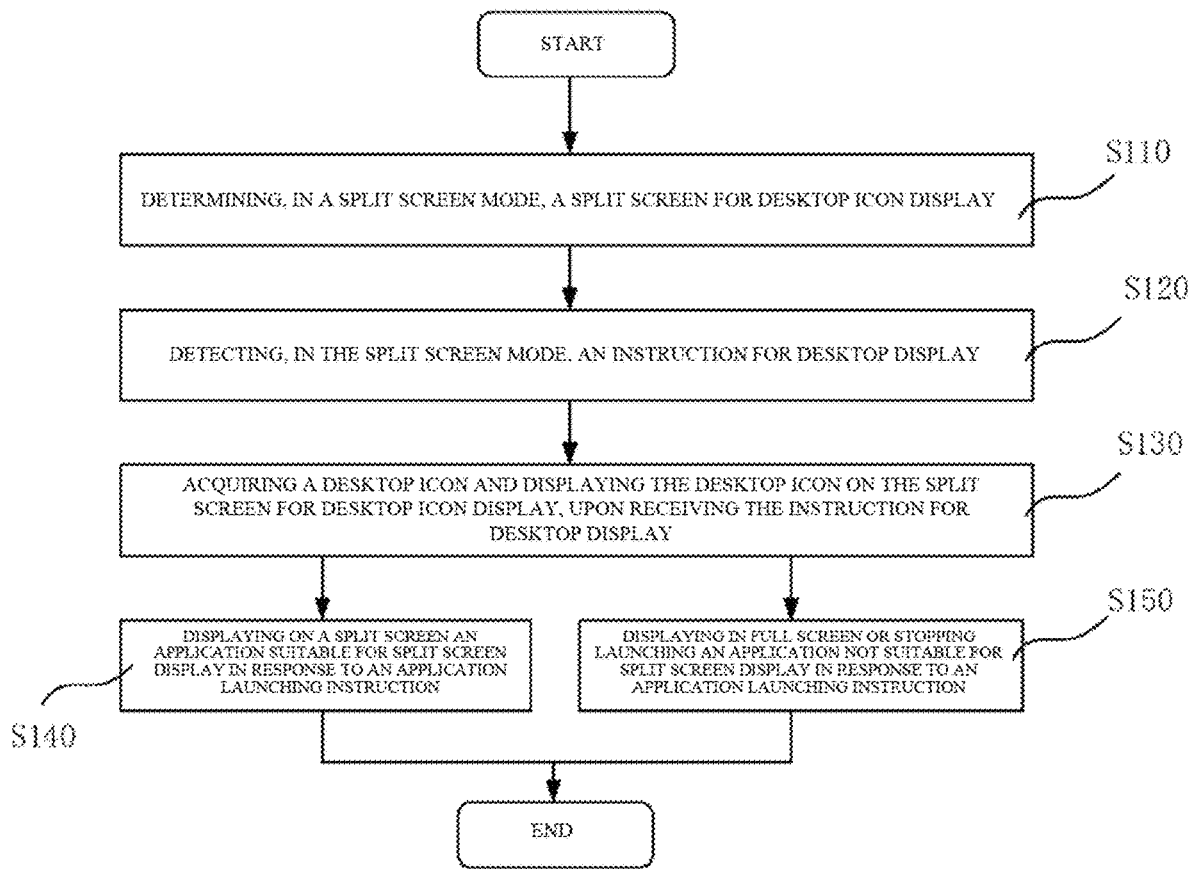 START
DETERMINING, IN A SPLIT SCREEN MODE, A SPLIT SCREEN FOR DESKTOP ICON DISPLAY
S110
DETECTING, IN THE SPLIT SCREEN MODE, AN INSTRUCTION FOR DESKTOP DISPLAY
S120
ACQUIRING A DESKTOP ICON AND DISPLAYING THE DESKTOP ICON ON THE SPLIT
SCREEN FOR DESKTOP ICON DISPLAY, UPON RECEIVING THE INSTRUCTION FOR
DESKTOP DISPLAY
S130
DISPLAYING ON A SPLIT SCREEN AN
APPLICATION SUITABLE FOR SPLIT SCREEN
DISPLAY IN RESPONSE TO AN APPLICATION
LAUNCHING INSTRUCTION
S140
DISPLAYING IN FULL SCREEN OR STOPPING
LAUNCHING AN APPLICATION NOT SUITABLE FOR
SPLIT SCREEN DISPLAY IN RESPONSE TO AN
APPLICATION LAUNCHING INSTRUCTION
S150
END